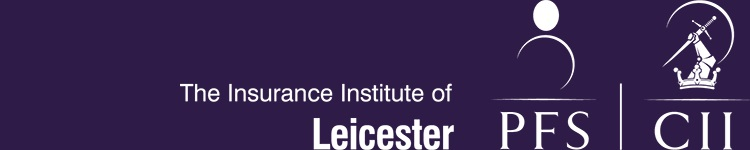 The Insurance Institute of
Leicester
PFS
CII